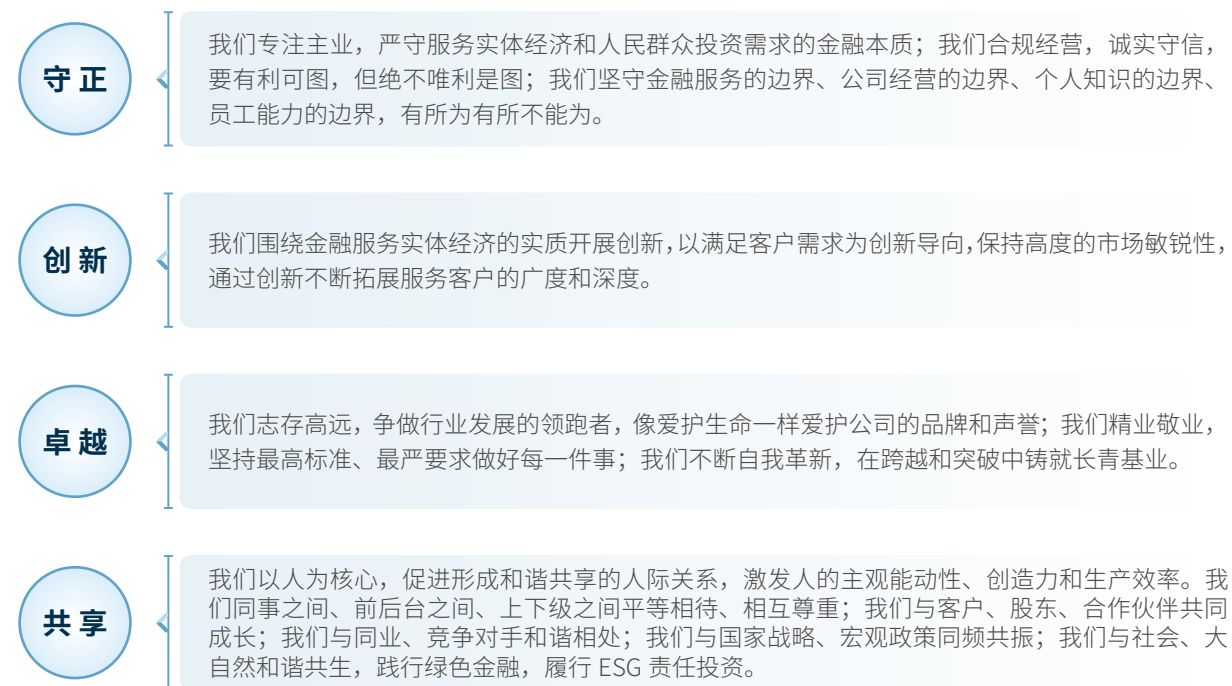 守正
我们专注主业，严守服务实体经济和人民群众投资需求的金融本质；我们合规经营，诚实守信，
要有利可图，但绝不唯利是图；我们坚守金融服务的边界、公司经营的边界、个人知识的边界、
员工能力的边界，有所为有所不能为。
创新
我们围绕金融服务实体经济的实质开展创新，以满足客户需求为创新导向，保持高度的市场敏锐性，
通过创新不断拓展服务客户的广度和深度。
卓越
我们志存高远，争做行业发展的领跑者，像爱护生命一样爱护公司的品牌和声誉；我们精业敬业，
坚持最高标准、最严要求做好每一件事；我们不断自我革新，在跨越和突破中铸就长青基业。
共享
我们以人为核心，促进形成和谐共享的人际关系，激发人的主观能动性、创造力和生产效率。我
们同事之间、前后台之间、上下级之间平等相待、相互尊重；我们与客户、股东、合作伙伴共同
成长；我们与同业、竞争对手和谐相处；我们与国家战略、宏观政策同频共振；我们与社会、大
自然和谐共生，践行绿色金融，履行 ESG 责任投资。